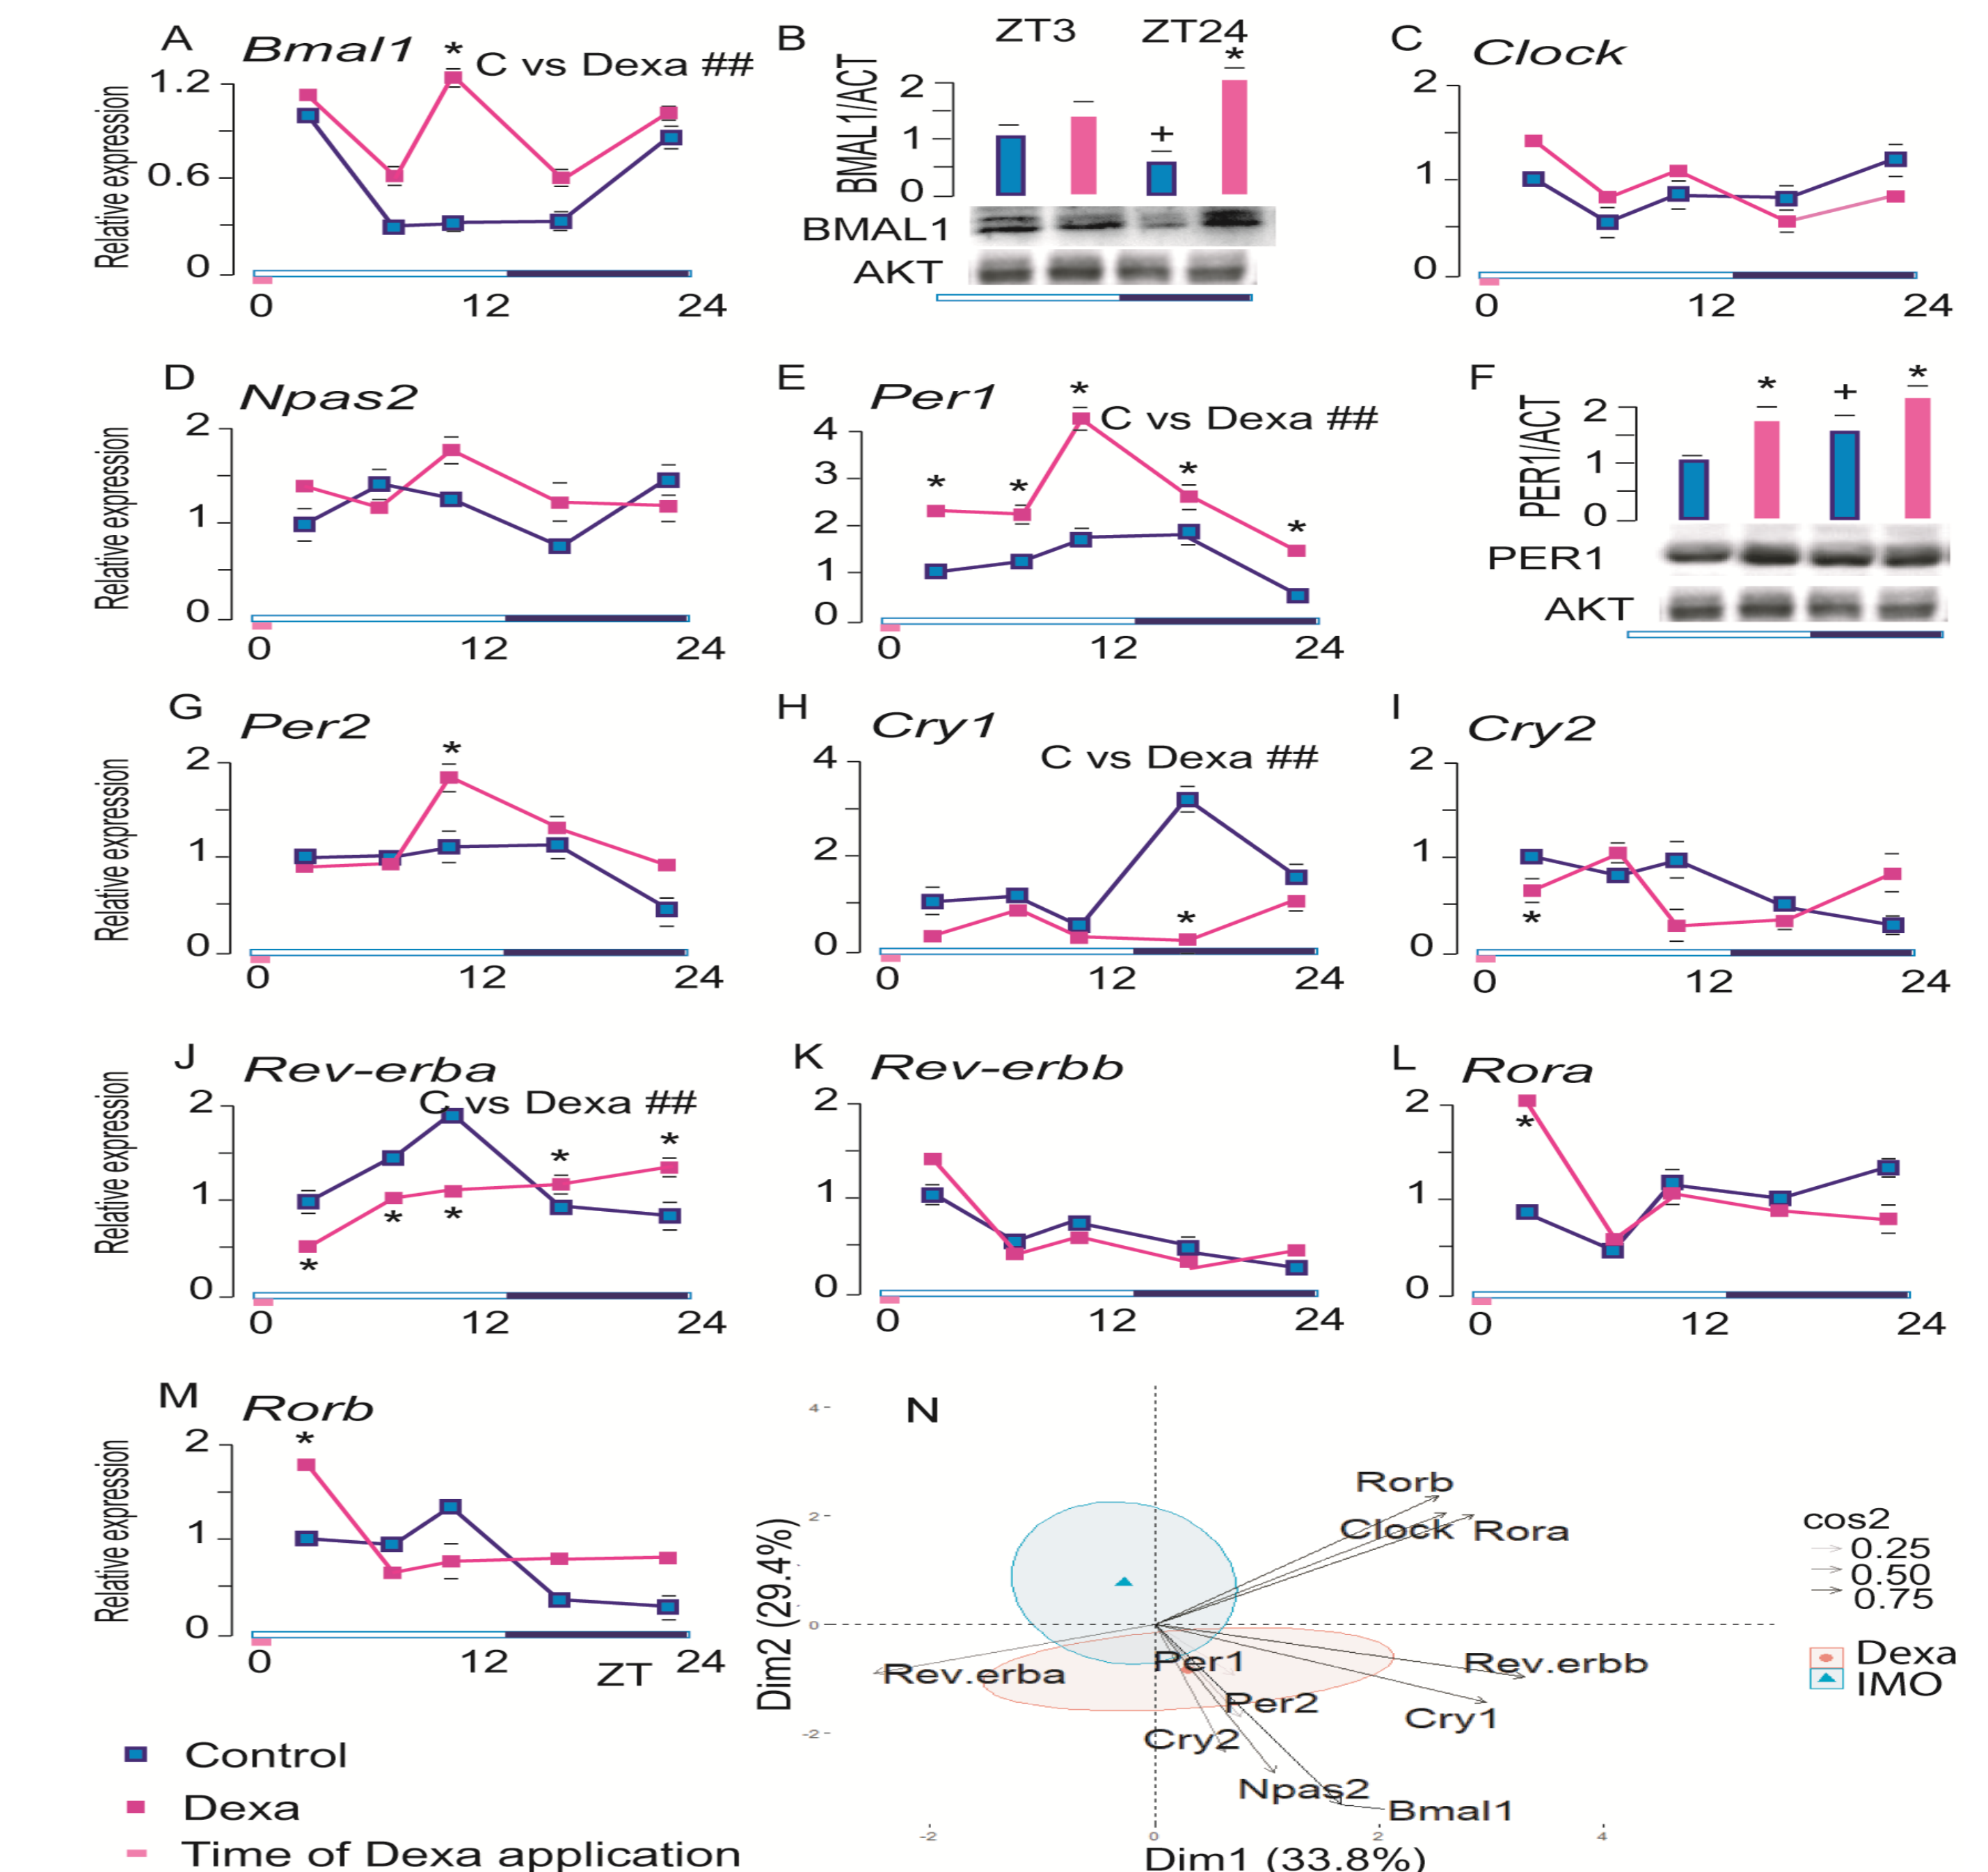 A Bmal1 * C vs Dexa ##
Relative expression
1.2
0.6
0
0 12 24
B ZT3 ZT24
BMAL1/ACT
2
1
0
+ *
BMAL1
AKT
C Clock
2
1
0
0 12 24
D Npas2
Relative expression
2
1
0
0 12 24
E Per1
* C vs Dexa ##
4
3
2
1
0
* * * *
0 12 24
F
PER1/ACT
2
1
0
* + *
PER1
AKT
G Per2
Relative expression
2
1
0
*
0 12 24
H Cry1
C vs Dexa ##
4
2
0
*
0 12 24
I Cry2
2
1
0
*
0 12 24
J Rev-erba
C vs Dexa ##
Relative expression
2
1
0
* * * * *
0 12 24
K Rev-erbb
2
1
0
0 12 24
L Rora
2
1
0
*
0 12 24
M Rorb
Relative expression
2
1
0
*
0 12 24
ZT
N
4
2
0
-2
Dim2 (29.4%)
Rorb
Clock Rora
Rev.erba
Per1
Rev.erbb
Per2
Cry1
Cry2
Npas2
Bmal1
-2 0 2 4
Dim1 (33.8%)
cos2
0.25
0.50
0.75
Dexa
IMO
Control
Dexa
Time of Dexa application